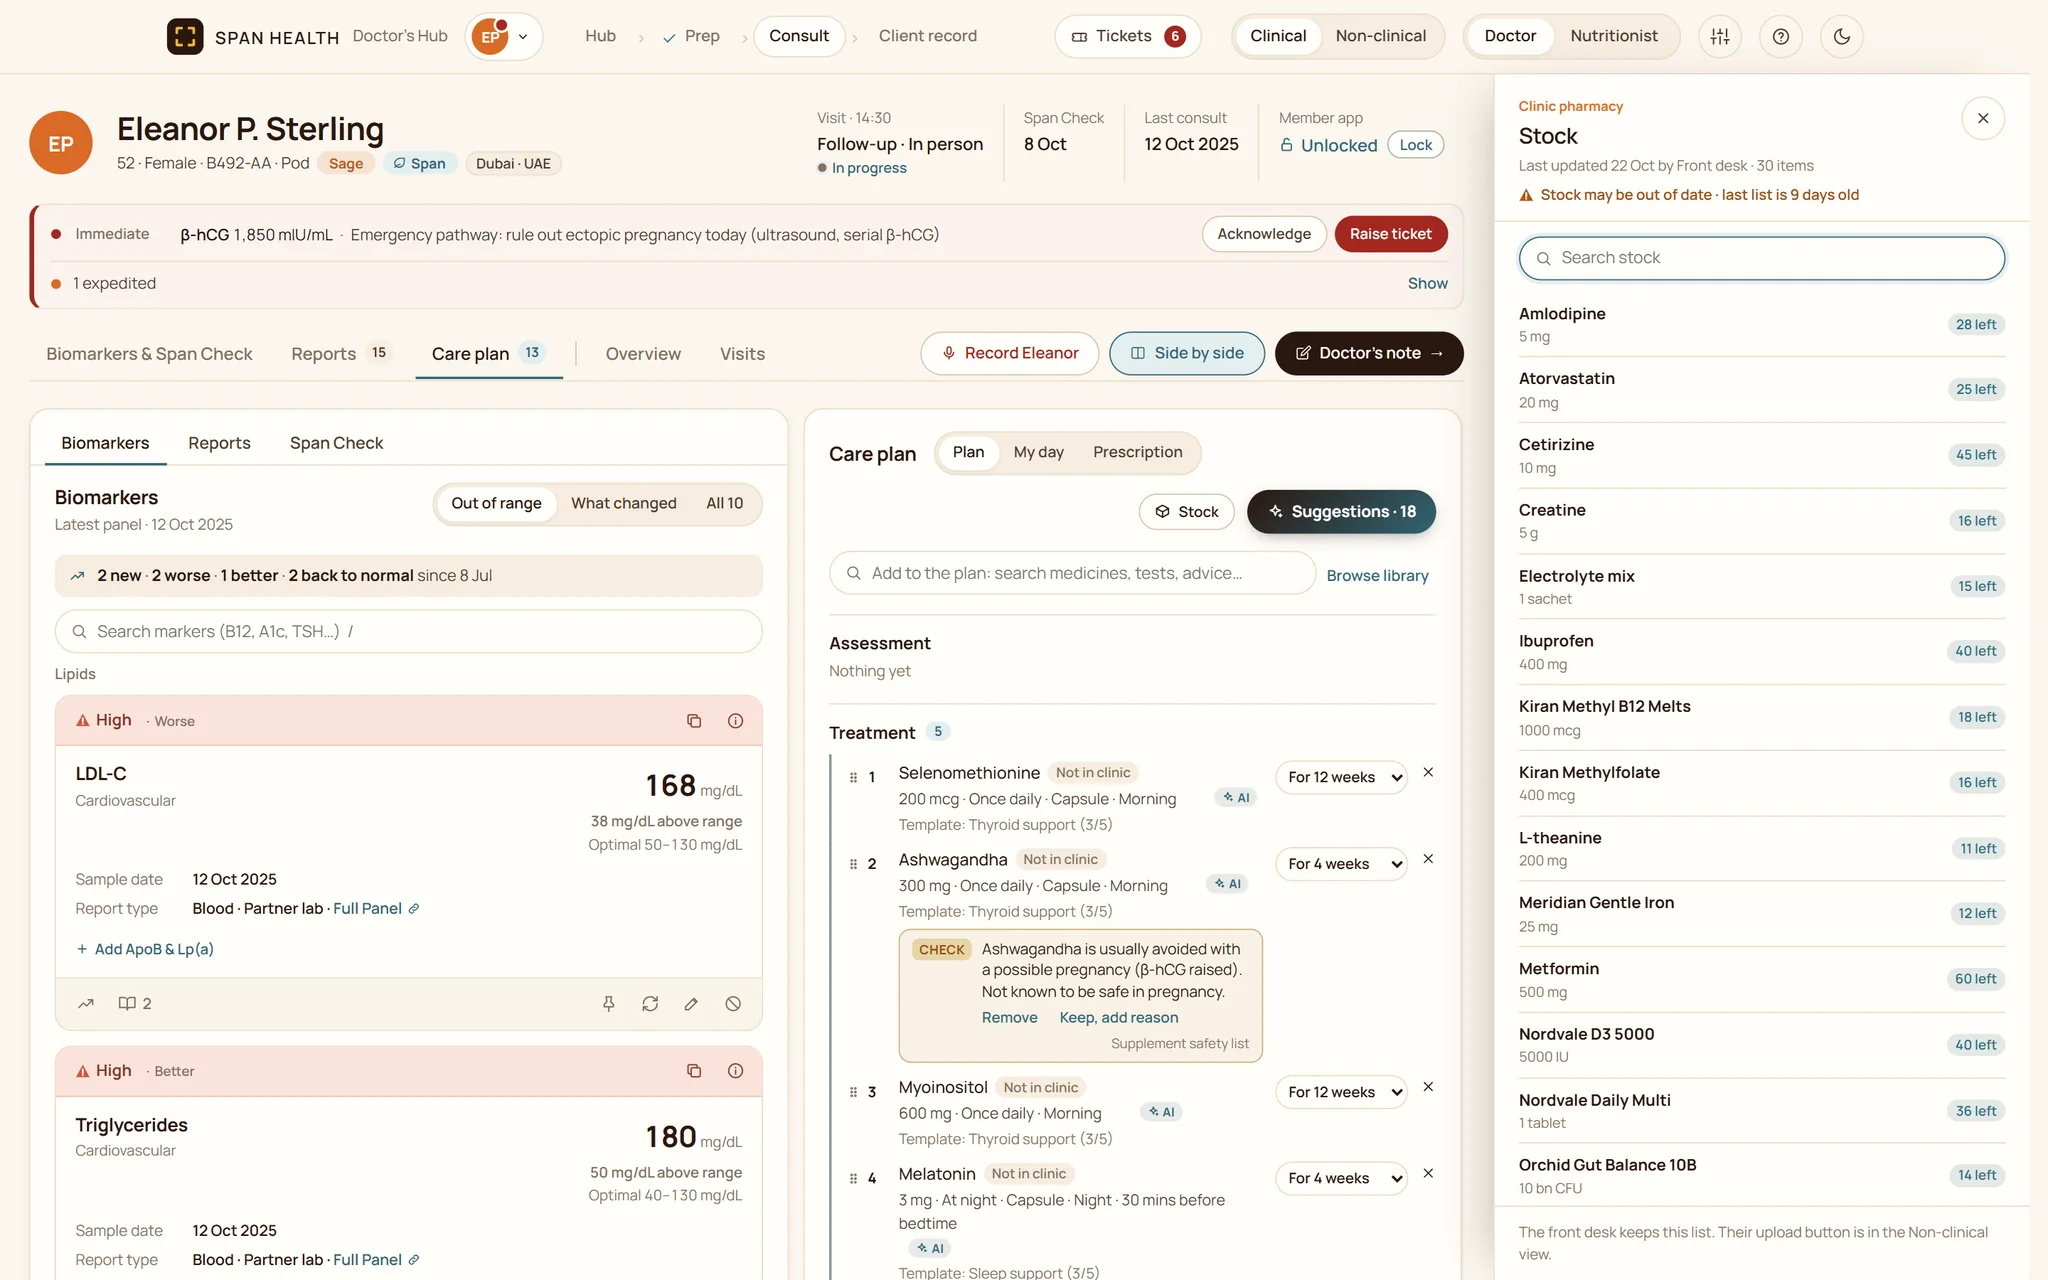 SPAN HEALTH Doctor's Hub EP Hub Prep Consult Client record Tickets 6 Clinical Non-clinical Doctor Nutritionist
EP
Eleanor P. Sterling
52 · Female · B492-AA · Pod Sage Span Dubai · UAE
Visit · 14:30
Follow-up · In person
In progress
Span Check
8 Oct
Last consult
12 Oct 2025
Member app
Unlocked Lock
Immediate β-hCG 1,850 mIU/mL · Emergency pathway: rule out ectopic pregnancy today (ultrasound, serial β-hCG) Acknowledge Raise ticket
1 expedited Show
Biomarkers & Span Check Reports 15 Care plan 13 Overview Visits Record Eleanor Side by side Doctor's note →
Biomarkers Reports Span Check
Biomarkers
Latest panel · 12 Oct 2025
Out of range What changed All 10
2 new · 2 worse · 1 better · 2 back to normal since 8 Jul
Search markers (B12, A1c, TSH...) /
Lipids
High · Worse
LDL-C
Cardiovascular
168 mg/dL
38 mg/dL above range
Optimal 50–130 mg/dL
Sample date 12 Oct 2025
Report type Blood · Partner lab · Full Panel
+ Add ApoB & Lp(a)
2
High · Better
Triglycerides
Cardiovascular
180 mg/dL
50 mg/dL above range
Optimal 40–130 mg/dL
Sample date 12 Oct 2025
Report type Blood · Partner lab · Full Panel
Care plan Plan My day Prescription
Stock Suggestions · 18
Add to the plan: search medicines, tests, advice... Browse library
Assessment
Nothing yet
Treatment 5
1 Selenomethionine Not in clinic For 12 weeks
200 mcg · Once daily · Capsule · Morning AI
Template: Thyroid support (3/5)
2 Ashwagandha Not in clinic For 4 weeks
300 mg · Once daily · Capsule · Morning AI
Template: Thyroid support (3/5)
CHECK Ashwagandha is usually avoided with
a possible pregnancy (β-hCG raised).
Not known to be safe in pregnancy.
Remove Keep, add reason
Supplement safety list
3 Myoinositol Not in clinic For 12 weeks
600 mg · Once daily · Morning AI
Template: Thyroid support (3/5)
4 Melatonin Not in clinic For 4 weeks
3 mg · At night · Capsule · Night · 30 mins before
bedtime
AI
Template: Sleep support (3/5)
Clinic pharmacy
Stock
Last updated 22 Oct by Front desk · 30 items
Stock may be out of date · last list is 9 days old
Search stock
Amlodipine
5 mg
28 left
Atorvastatin
20 mg
25 left
Cetirizine
10 mg
45 left
Creatine
5 g
16 left
Electrolyte mix
1 sachet
15 left
Ibuprofen
400 mg
40 left
Kiran Methyl B12 Melts
1000 mcg
18 left
Kiran Methylfolate
400 mcg
16 left
L-theanine
200 mg
11 left
Meridian Gentle Iron
25 mg
12 left
Metformin
500 mg
60 left
Nordvale D3 5000
5000 IU
40 left
Nordvale Daily Multi
1 tablet
36 left
Orchid Gut Balance 10B
10 bn CFU
14 left
The front desk keeps this list. Their upload button is in the Non-clinical
view.